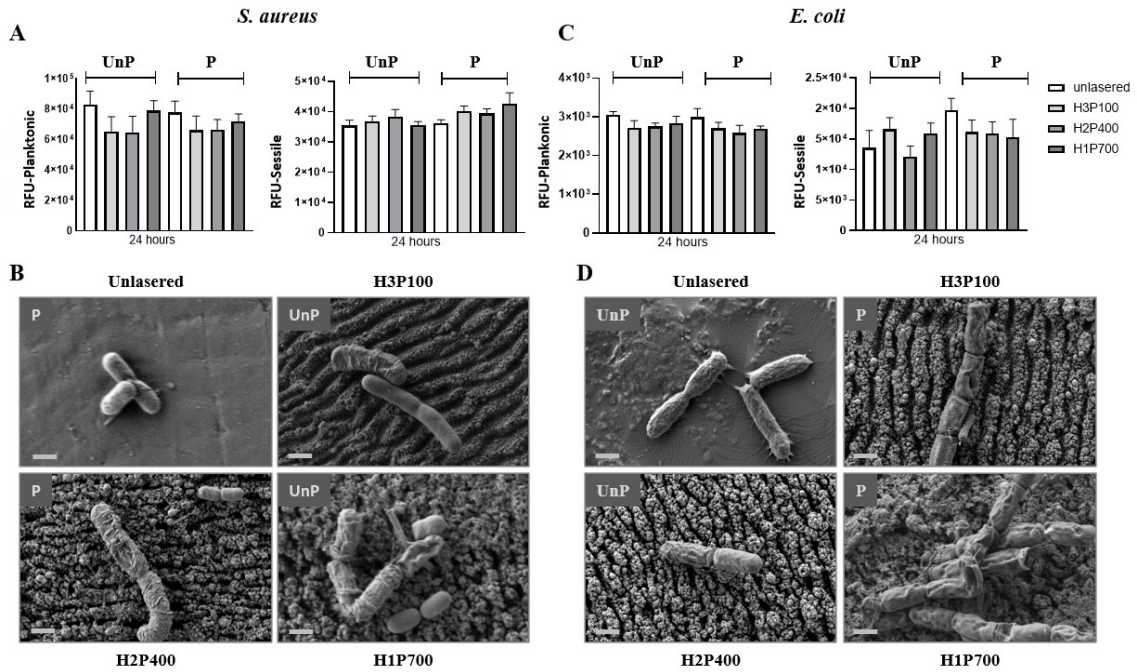 S. aureus
E. coli
A
UnP
P
1×10⁵
8×10⁴
6×10⁴
4×10⁴
2×10⁴
0
RFU-Planktonic
24 hours
UnP
P
5×10⁴
4×10⁴
3×10⁴
2×10⁴
1×10⁴
0
RFU-Sessile
24 hours
C
UnP
P
4×10³
3×10³
2×10³
1×10³
0
RFU-Plankonic
24 hours
UnP
P
2.5×10⁴
2×10⁴
5×10⁴
1×10⁴
5×10³
0
RFU-Sessile
24 hours
unlasered
H3P100
H2P400
H1P700
B
Unlasered
H3P100
P
UnP
P
UnP
H2P400
H1P700
D
Unlasered
H3P100
UnP
P
UnP
P
H2P400
H1P700